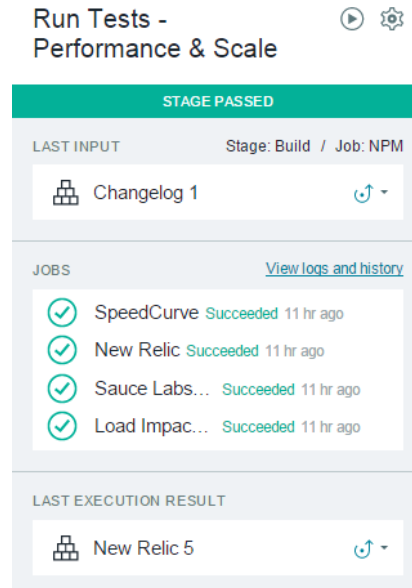 Run Tests -
Performance & Scale
STAGE PASSED
LAST INPUT Stage: Build / Job: NPM
Changelog 1
JOBS View logs and history
SpeedCurve Succeeded 11 hr ago
New Relic Succeeded 11 hr ago
Sauce Labs... Succeeded 11 hr ago
Load Impac... Succeeded 11 hr ago
LAST EXECUTION RESULT
New Relic 5